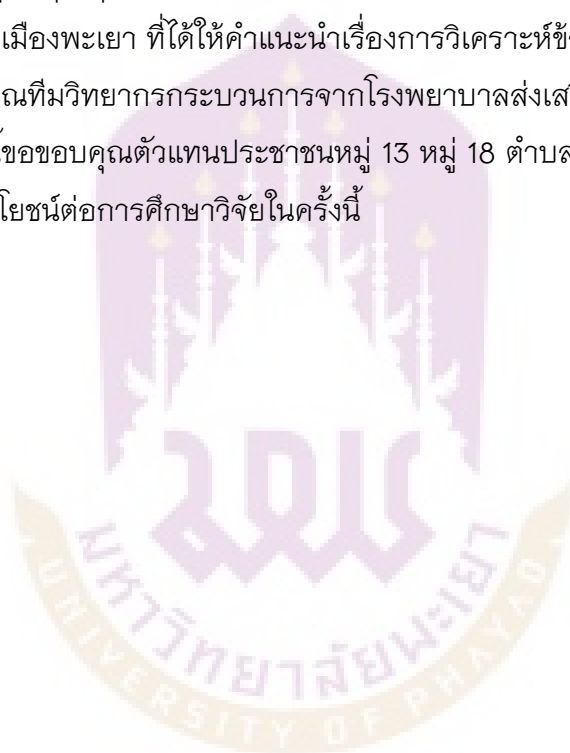 เมืองพะเยา ที่ได้ให้คำแนะนำเรื่องการวิเคราะห์
ทีมวิทยากรกระบวนการจากโรงพยาบาล
ขอขอบคุณตัวแทนประชาชนหมู่ 13 หมู่ 18 ตำบล
โยชน์ต่อการศึกษาวิจัยในครั้งนี้
มหาวิทยาลัยพะเยา
UNIVERSITY OF PHAYAO